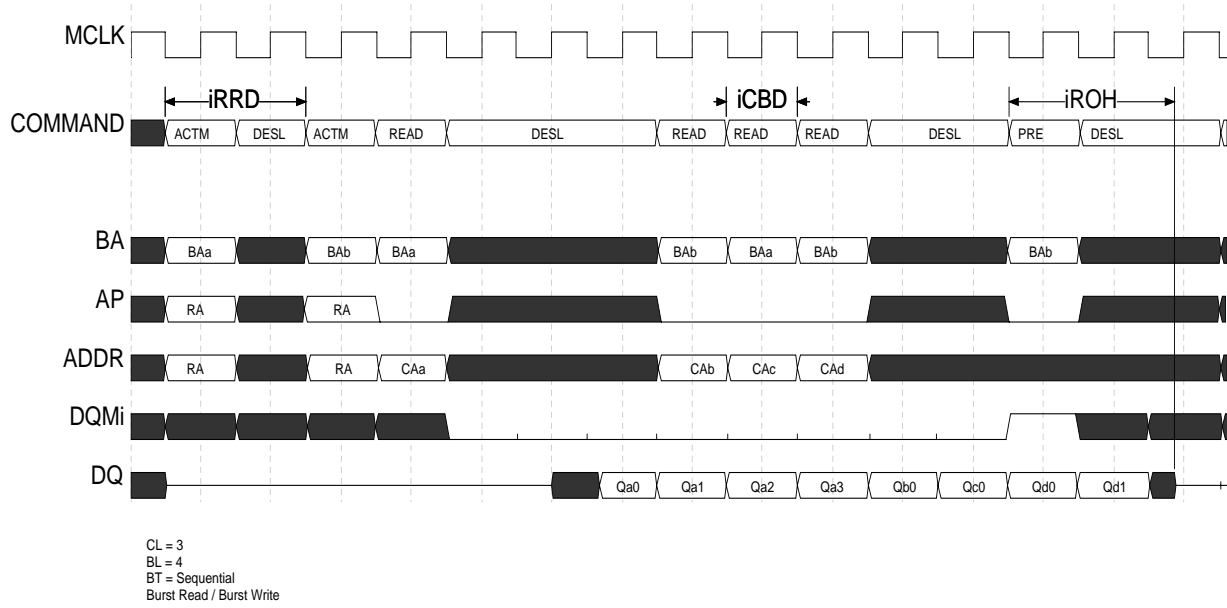 MCLK
iRRD iCBD iROH
COMMAND ACTM DESL ACTM READ DESL READ READ READ DESL PRE DESL
BA BAa BAb BAa BAb BAa BAb BAb
AP RA RA
ADDR RA RA CAa CAb CAc CAd
DQMi
DQ Qa0 Qa1 Qa2 Qa3 Qb0 Qc0 Qd0 Qd1
CL = 3
BL = 4
BT = Sequential
Burst Read / Burst Write